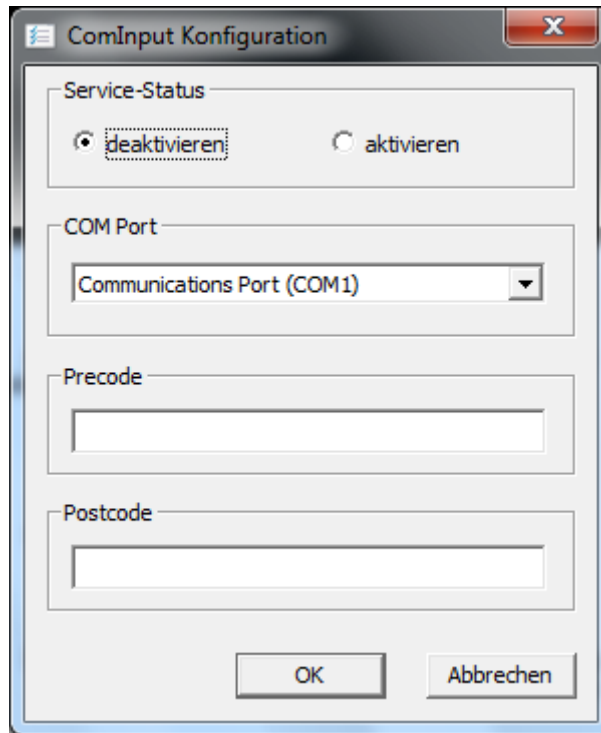 ComInput Konfiguration
Service-Status
deaktivieren aktivieren
COM Port
Communications Port (COM1)
Precode
Postcode
OK Abbrechen